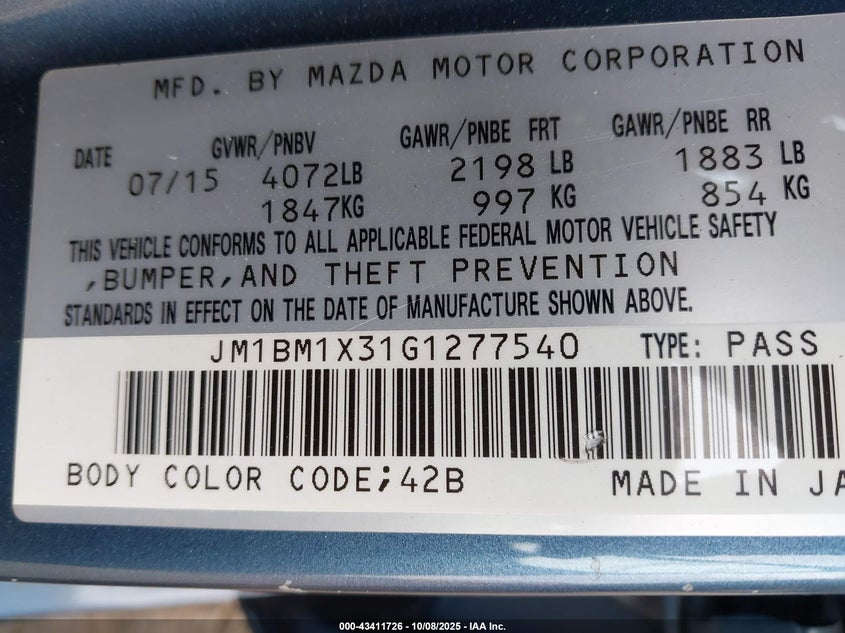 MFD. BY MAZDA MOTOR CORPORATION
DATE GVWR/PNBV GAWR/PNBE FRT GAWR/PNBE RR
07/15 4072LB 2198 LB 1883 LB
1847KG 997 KG 854 KG
THIS VEHICLE CONFORMS TO ALL APPLICABLE FEDERAL MOTOR VEHICLE SAFETY
,BUMPER,AND THEFT PREVENTION
STANDARDS IN EFFECT ON THE DATE OF MANUFACTURE SHOWN ABOVE.
JM1BM1X31G1277540 TYPE: PASS
BODY COLOR CODE;42B MADE IN JA
000-43411726 - 10/08/2025 - IAA Inc.